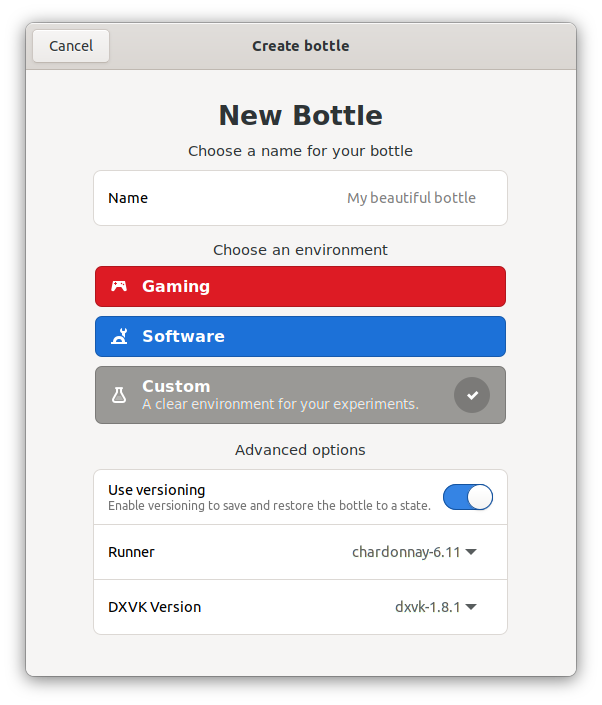 Cancel
Create bottle
New Bottle
Choose a name for your bottle
Name
My beautiful bottle
Choose an environment
Gaming
Software
Custom
A clear environment for your experiments.
Advanced options
Use versioning
Enable versioning to save and restore the bottle to a state.
Runner
chardonnay-6.11
DXVK Version
dxvk-1.8.1